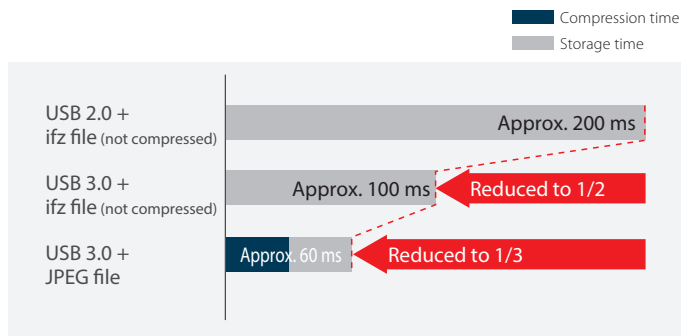 Compression time
Storage time
USB 2.0 +
ifz file (not compressed)
Approx. 200 ms
USB 3.0 +
ifz file (not compressed)
Approx. 100 ms
Reduced to 1/2
USB 3.0 +
JPEG file
Approx. 60 ms
Reduced to 1/3